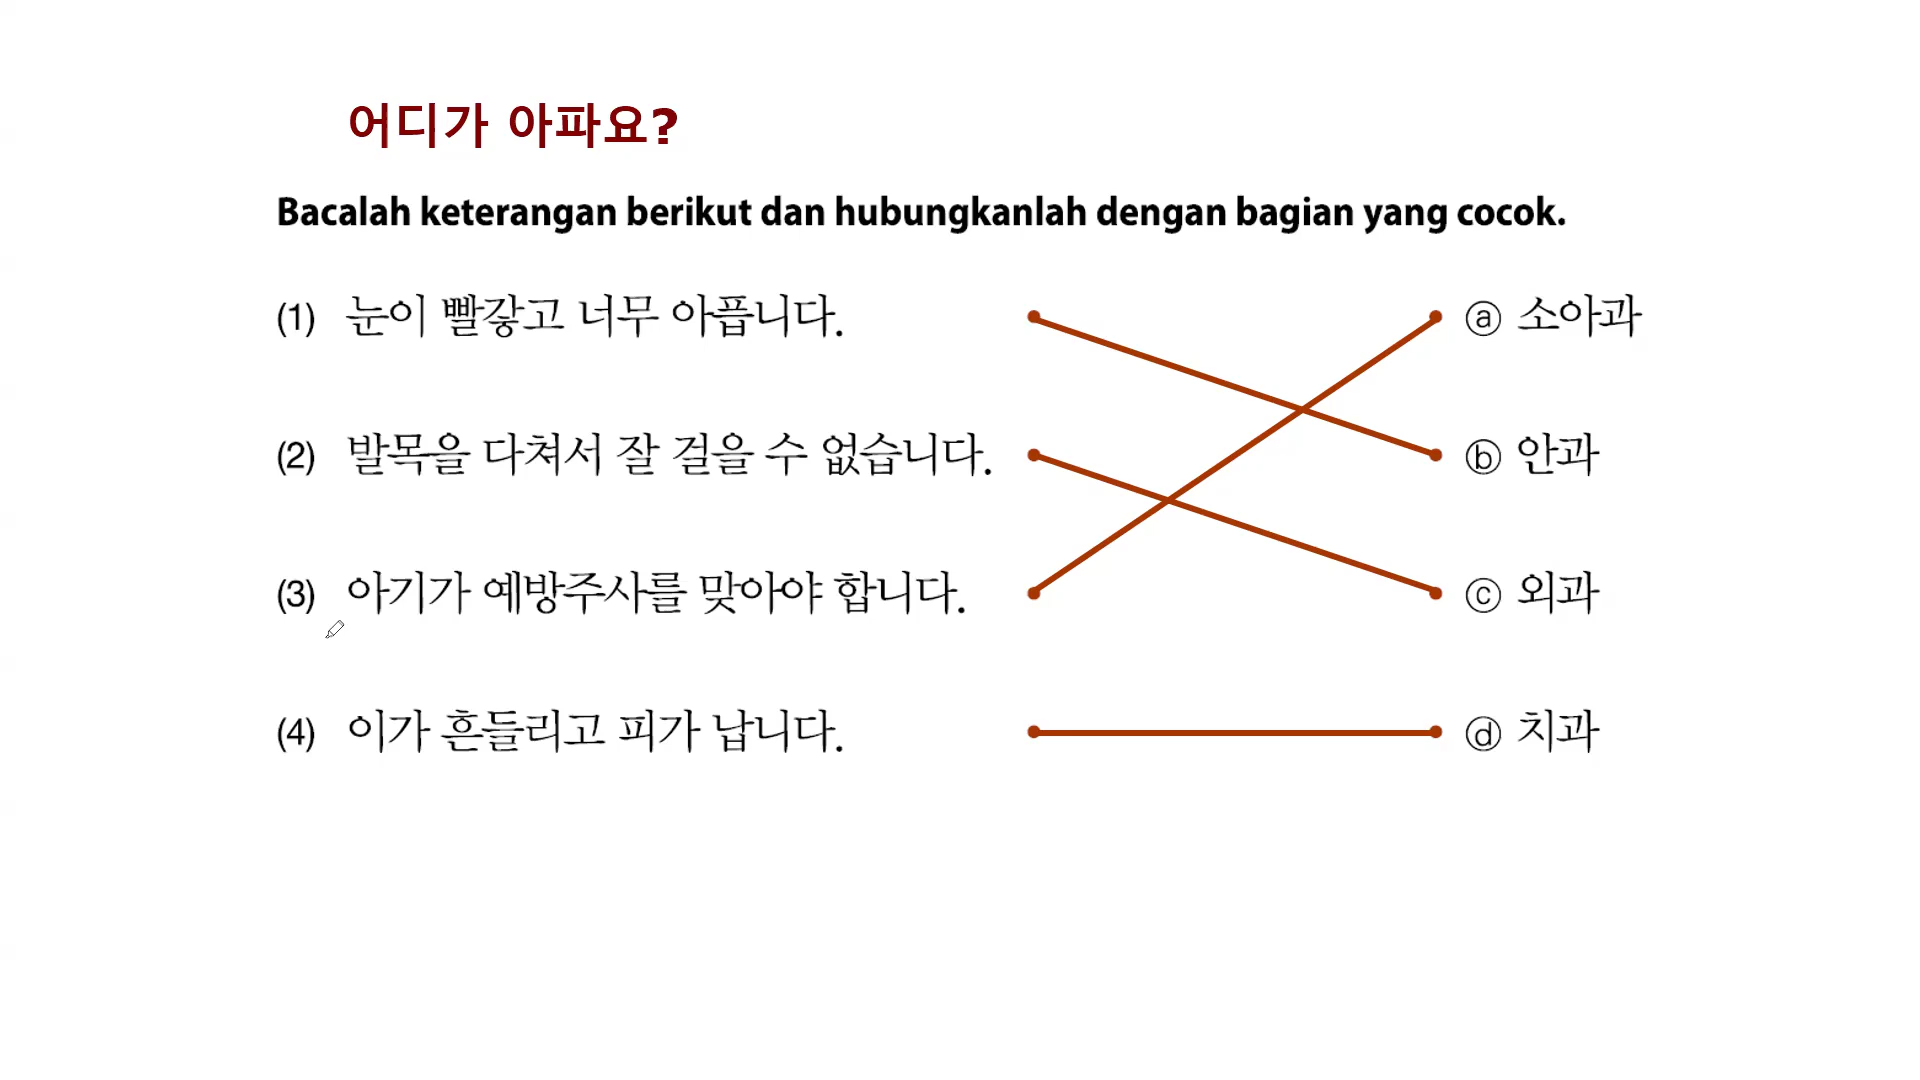 어디가 아파요?
Bacalah keterangan berikut dan hubungkanlah dengan bagian yang cocok.
(1) 눈이 빨갛고 너무 아픕니다. ⓐ 소아과
(2) 발목을 다쳐서 잘 걸을 수 없습니다. ⓑ 안과
(3) 아기가 예방주사를 맞아야 합니다. ⓒ 외과
(4) 이가 흔들리고 피가 납니다. ⓓ 치과